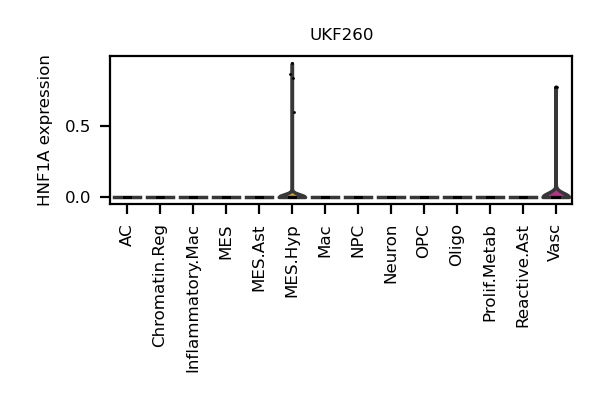 UKF260
HNF1A expression
0.5
0.0
AC
Chromatin.Reg
Inflammatory.Mac
MES
MES.Ast
MES.Hyp
Mac
NPC
Neuron
OPC
Oligo
Prolif.Metab
Reactive.Ast
Vasc